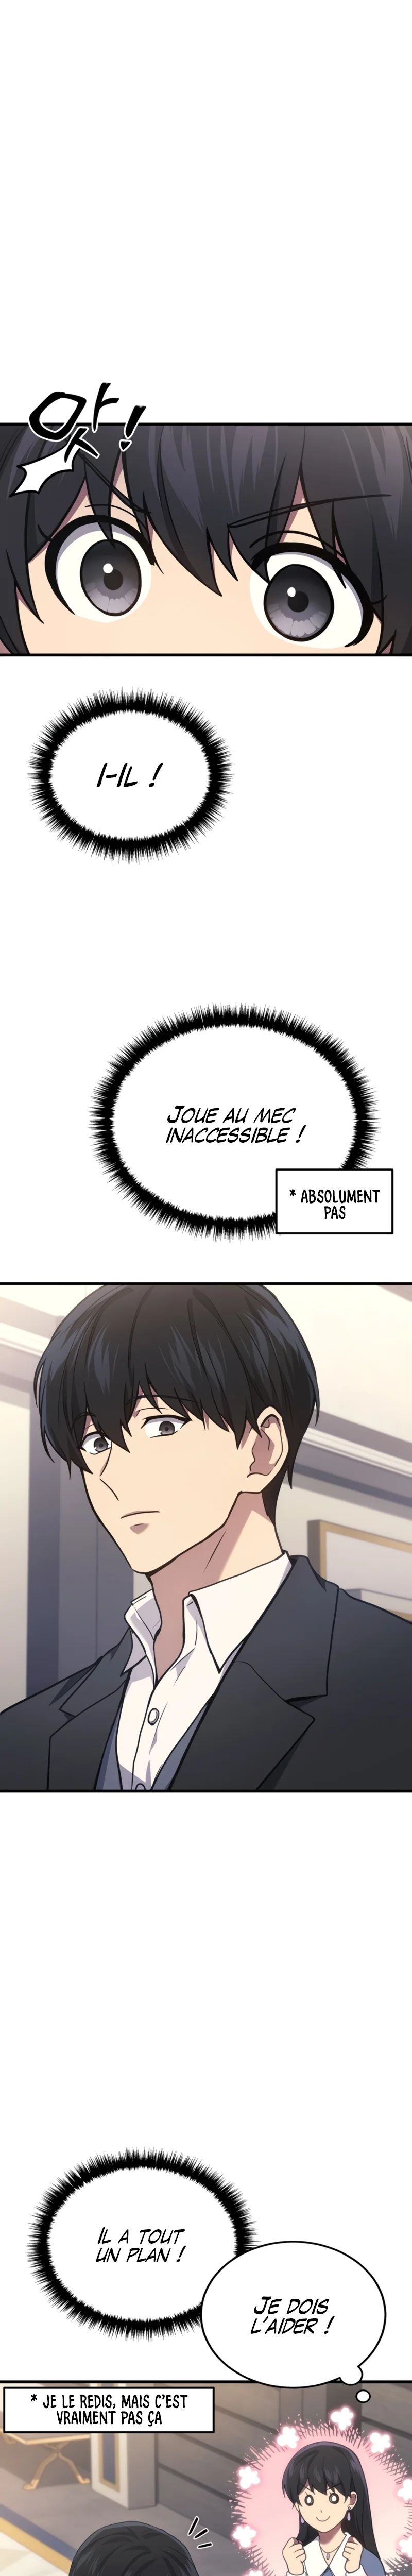 앗!
I-IL !
JOUE AU MEC
INACCESSIBLE !
* ABSOLUMENT
PAS
IL A TOUT
UN PLAN !
JE DOIS
L'AIDER !
* JE LE REDIS, MAIS C'EST
VRAIMENT PAS ÇA